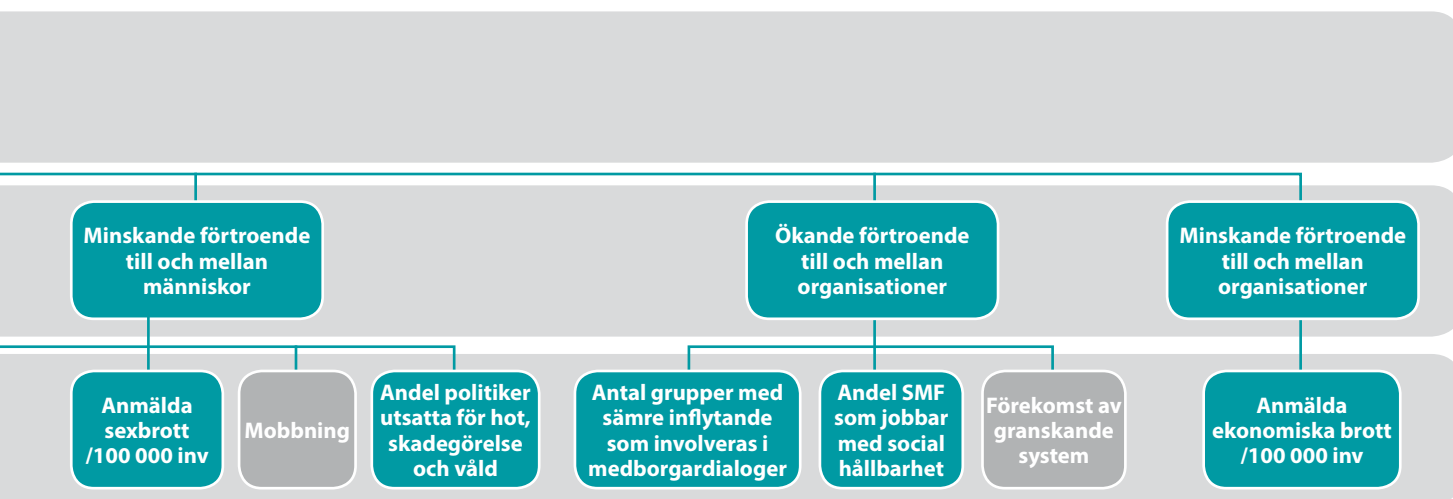 Minskande förtroende
till och mellan
människor
Ökande förtroende
till och mellan
organisationer
Minskande förtroende
till och mellan
organisationer
Anmälda
sexbrott
/100 000 inv
Mobbning
Andel politiker
utsatta för hot,
skadegörelse
och våld
Antal grupper med
sämre inflytande
som involveras i
medborgardialoger
Andel SMF
som jobbar
med social
hållbarhet
Förekomst av
granskande
system
Anmälda
ekonomiska brott
/100 000 inv